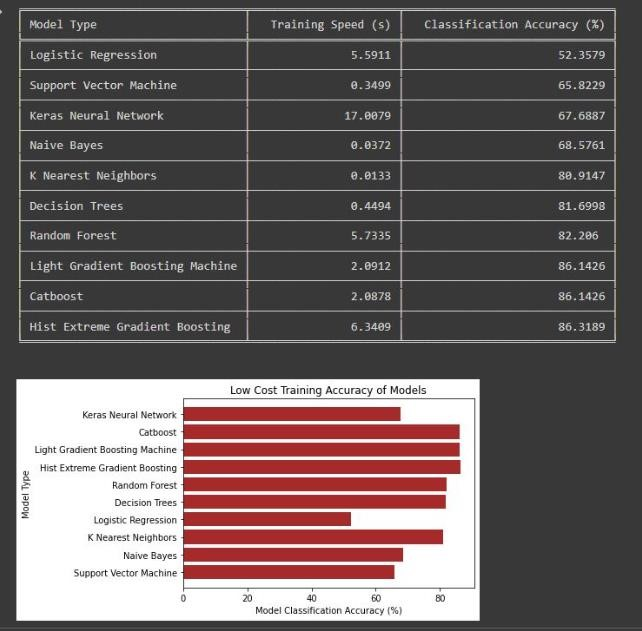 Model Type Training Speed (s) Classification Accuracy (%)
Logistic Regression 5.5911 52.3579
Support Vector Machine 0.3499 65.8229
Keras Neural Network 17.0079 67.6887
Naive Bayes 0.0372 68.5761
K Nearest Neighbors 0.0133 80.9147
Decision Trees 0.4494 81.6998
Random Forest 5.7335 82.206
Light Gradient Boosting Machine 2.0912 86.1426
Catboost 2.0878 86.1426
Hist Extreme Gradient Boosting 6.3409 86.3189
Low Cost Training Accuracy of Models
Model Type
Keras Neural Network
Catboost
Light Gradient Boosting Machine
Hist Extreme Gradient Boosting
Random Forest
Decision Trees
Logistic Regression
K Nearest Neighbors
Naive Bayes
Support Vector Machine
0 20 40 60 80
Model Classification Accuracy (%)